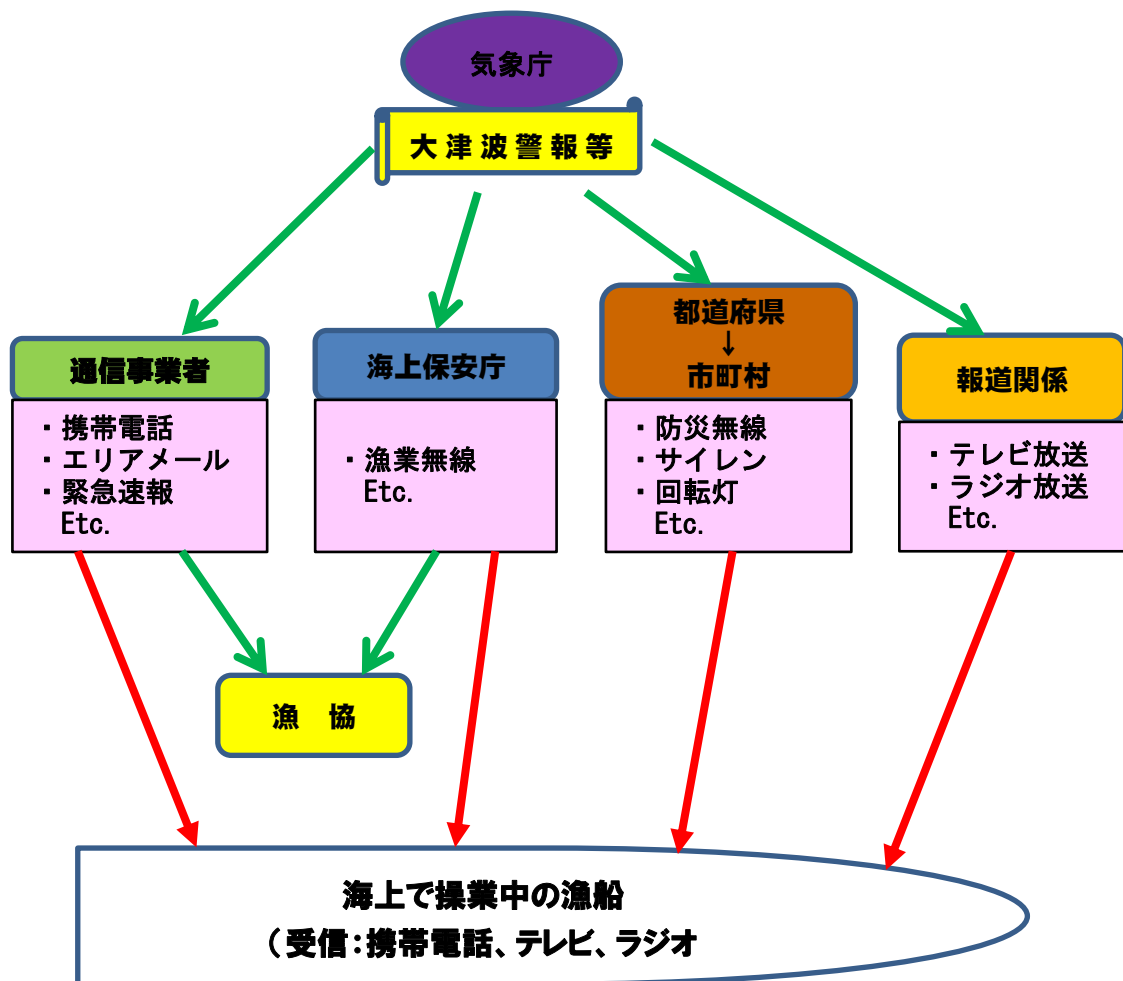 気象庁
大津波警報等
通信事業者
・携帯電話
・エリアメール
・緊急速報
Etc.
海上保安庁
・漁業無線
Etc.
都道府県
↓
市町村
・防災無線
・サイレン
・回転灯
Etc.
報道関係
・テレビ放送
・ラジオ放送
Etc.
漁　協
海上で操業中の漁船
（受信：携帯電話、テレビ、ラジオ